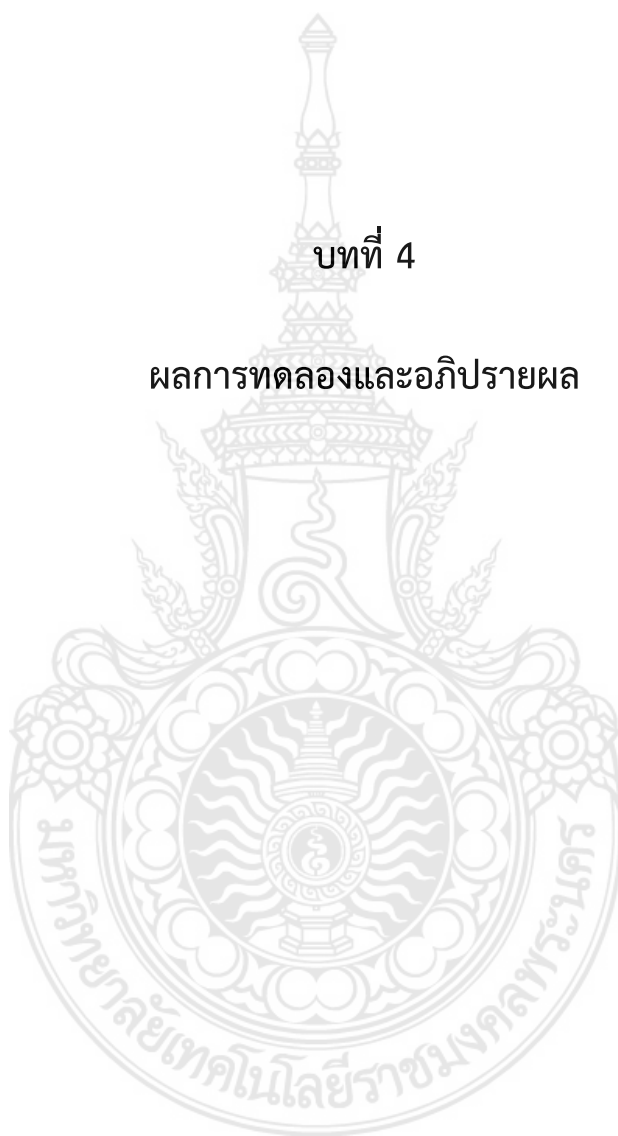 บทที่ 4
ผลการทดลองและอภิปรายผล
มหาวิทยาลัยเทคโนโลยีราชมงคลพระนคร